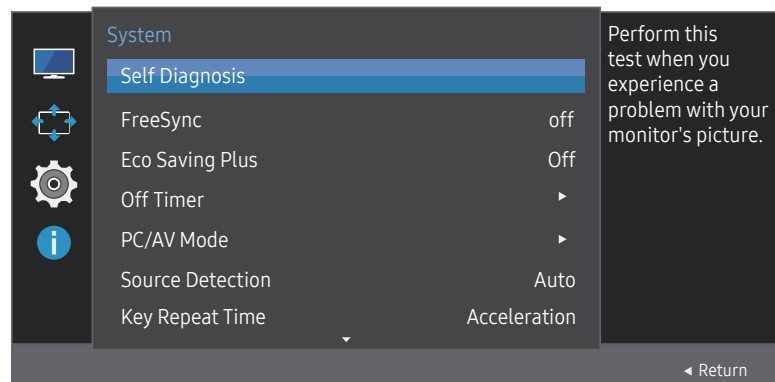 System
Self Diagnosis
FreeSync off
Eco Saving Plus Off
Off Timer ►
PC/AV Mode ►
Source Detection Auto
Key Repeat Time Acceleration
Perform this
test when you
experience a
problem with your
monitor's picture.
◄ Return